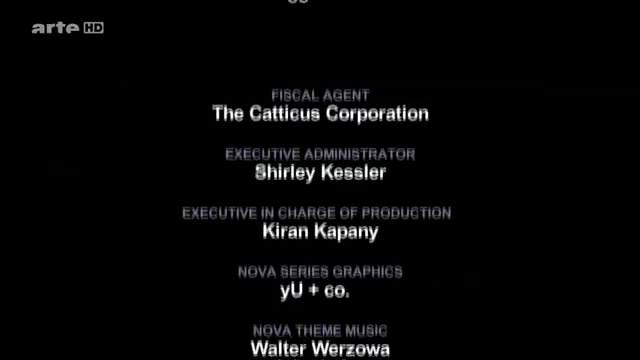 arte HD
FISCAL AGENT
The Catticus Corporation
EXECUTIVE ADMINISTRATOR
Shirley Kessler
EXECUTIVE IN CHARGE OF PRODUCTION
Kiran Kapany
NOVA SERIES GRAPHICS
yU + co.
NOVA THEME MUSIC
Walter Werzowa